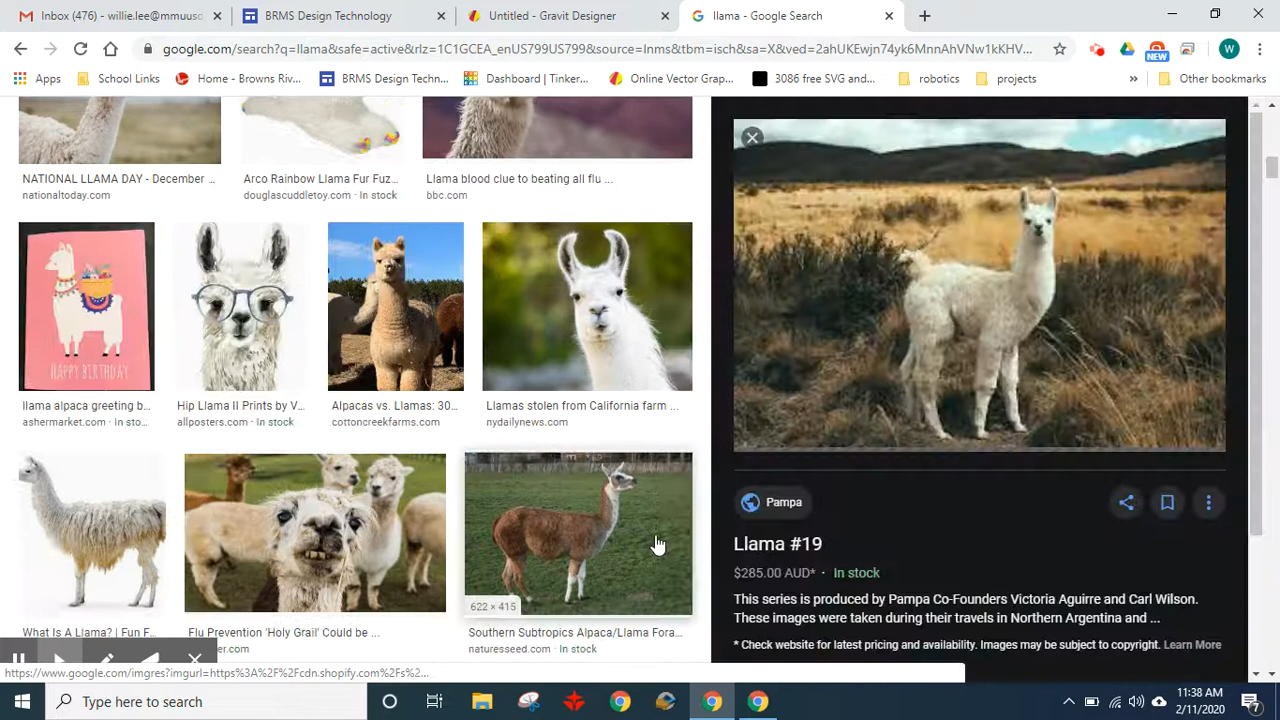 Inbox (476) - willie.lee@mmuusd
BRMS Design Technology
Untitled - Gravit Designer
llama - Google Search
google.com/search?q=llama&safe=active&rlz=1C1GCEA_enUS799US799&source=lnms&tbm=isch&sa=X&ved=2ahUKEwjn74yk6MnnAhVNw1kKHV...
NEW
W
Apps
School Links
Home - Browns Riv...
BRMS Design Techn...
Dashboard | Tinker...
Online Vector Grap...
3086 free SVG and...
robotics
projects
»
Other bookmarks
NATIONAL LLAMA DAY - December ...
Arco Rainbow Llama Fur Fuz...
Llama blood clue to beating all flu ...
nationaltoday.com
douglascuddletoy.com · In stock
bbc.com
HAPPY BIRTHDAY
llama alpaca greeting b...
Hip Llama II Prints by V...
Alpacas vs. Llamas: 30...
Llamas stolen from California farm ...
ashermarket.com · In sto...
allposters.com · In stock
cottoncreekfarms.com
nydailynews.com
622 × 415
What Is A Llama? | Fun F...
Flu Prevention 'Holy Grail' Could be ...
Southern Subtropics Alpaca/Llama Fora...
er.com
naturesseed.com · In stock
Pampa
Llama #19
$285.00 AUD* · In stock
This series is produced by Pampa Co-Founders Victoria Aguirre and Carl Wilson.
These images were taken during their travels in Northern Argentina and ...
* Check website for latest pricing and availability. Images may be subject to copyright. Learn More
https://www.google.com/imgres?imgurl=https%3A%2F%2Fcdn.shopify.com%2Fs%2...
Type here to search
11:38 AM
2/11/2020
7